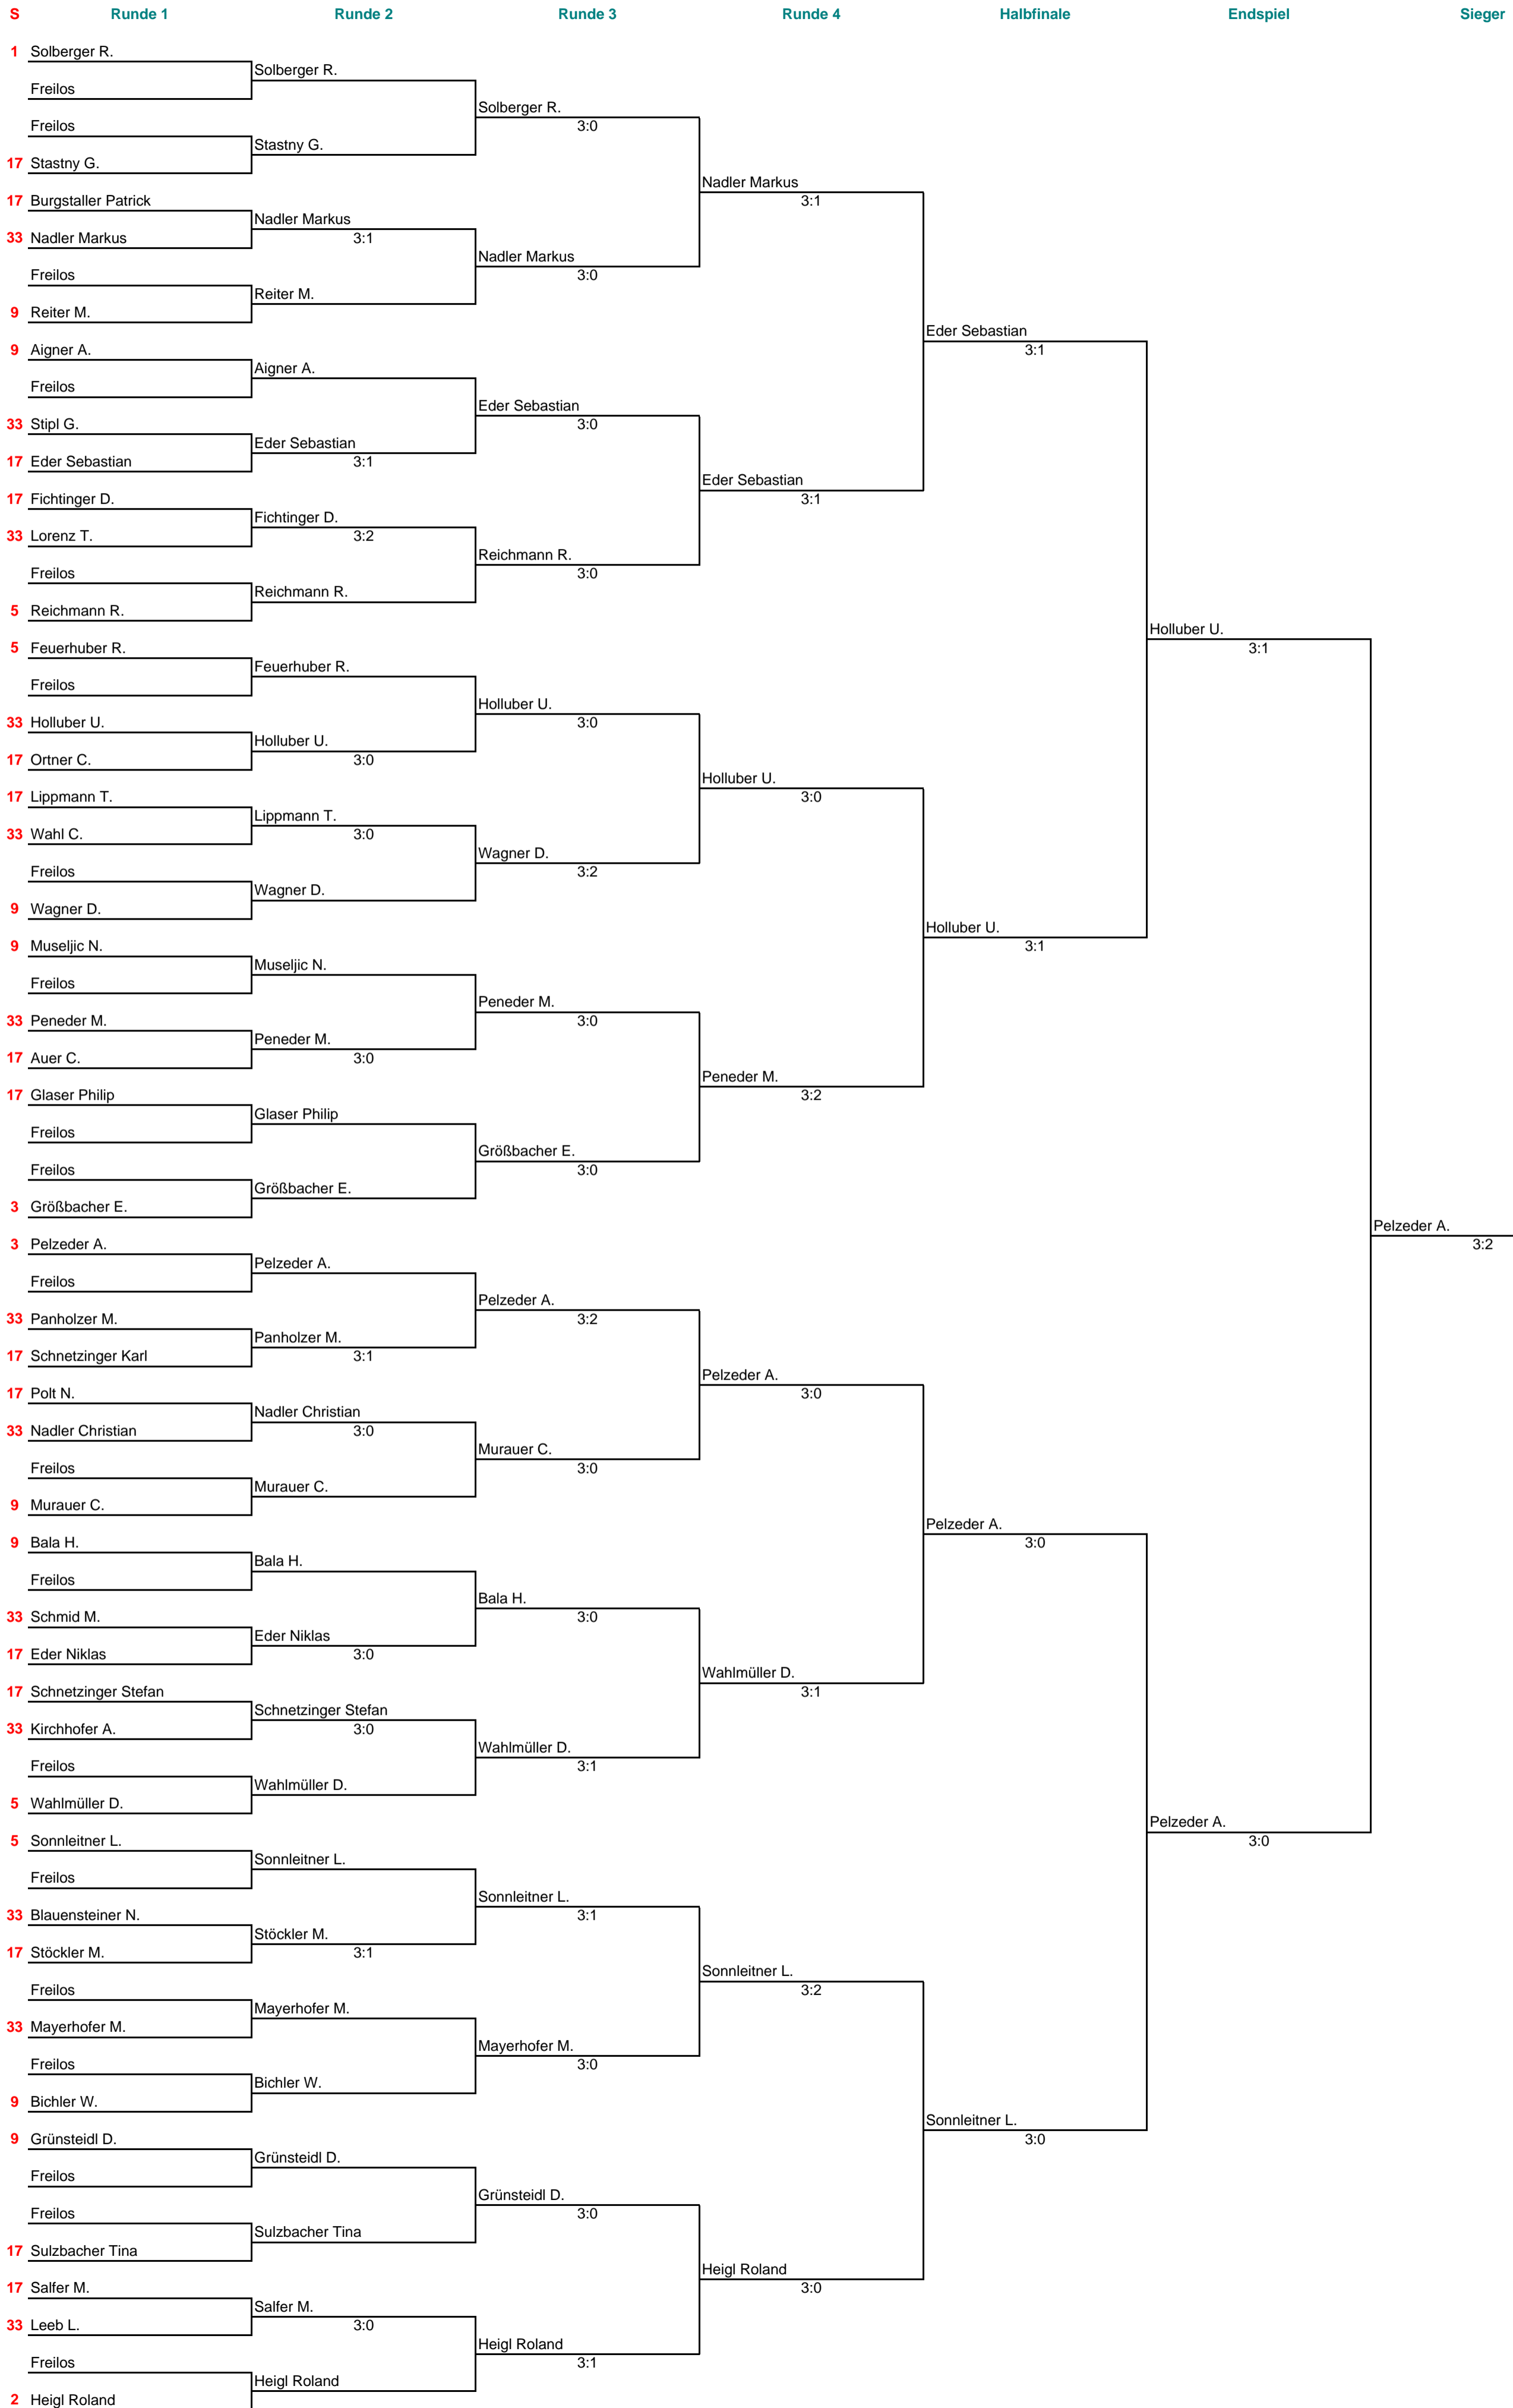 S Runde 1 Runde 2 Runde 3 Runde 4 Halbfinale Endspiel Sieger
1 Solberger R.
Solberger R.
Freilos
Solberger R.
Freilos
3:0
Stastny G.
17 Stastny G.
Nadler Markus
17 Burgstaller Patrick
3:1
Nadler Markus
33 Nadler Markus
3:1
Nadler Markus
Freilos
3:0
Reiter M.
9 Reiter M.
Eder Sebastian
9 Aigner A.
3:1
Aigner A.
Freilos
Eder Sebastian
33 Stipl G.
3:0
Eder Sebastian
17 Eder Sebastian
3:1
Eder Sebastian
17 Fichtinger D.
3:1
Fichtinger D.
33 Lorenz T.
3:2
Reichmann R.
Freilos
3:0
Reichmann R.
5 Reichmann R.
Holluber U.
5 Feuerhuber R.
3:1
Feuerhuber R.
Freilos
Holluber U.
33 Holluber U.
3:0
Holluber U.
17 Ortner C.
3:0
Holluber U.
17 Lippmann T.
3:0
Lippmann T.
33 Wahl C.
3:0
Wagner D.
Freilos
3:2
Wagner D.
9 Wagner D.
Holluber U.
9 Museljic N.
3:1
Museljic N.
Freilos
Peneder M.
33 Peneder M.
3:0
Peneder M.
17 Auer C.
3:0
Peneder M.
17 Glaser Philip
3:2
Glaser Philip
Freilos
Größbacher E.
Freilos
3:0
Größbacher E.
3 Größbacher E.
Pelzeder A.
3 Pelzeder A.
3:2
Pelzeder A.
Freilos
Pelzeder A.
33 Panholzer M.
3:2
Panholzer M.
17 Schnetzinger Karl
3:1
Pelzeder A.
17 Polt N.
3:0
Nadler Christian
33 Nadler Christian
3:0
Murauer C.
Freilos
3:0
Murauer C.
9 Murauer C.
Pelzeder A.
9 Bala H.
3:0
Bala H.
Freilos
Bala H.
33 Schmid M.
3:0
Eder Niklas
17 Eder Niklas
3:0
Wahlmüller D.
17 Schnetzinger Stefan
3:1
Schnetzinger Stefan
33 Kirchhofer A.
3:0
Wahlmüller D.
Freilos
3:1
Wahlmüller D.
5 Wahlmüller D.
Pelzeder A.
5 Sonnleitner L.
3:0
Sonnleitner L.
Freilos
Sonnleitner L.
33 Blauensteiner N.
3:1
Stöckler M.
17 Stöckler M.
3:1
Sonnleitner L.
Freilos
3:2
Mayerhofer M.
33 Mayerhofer M.
Mayerhofer M.
Freilos
3:0
Bichler W.
9 Bichler W.
Sonnleitner L.
9 Grünsteidl D.
3:0
Grünsteidl D.
Freilos
Grünsteidl D.
Freilos
3:0
Sulzbacher Tina
17 Sulzbacher Tina
Heigl Roland
17 Salfer M.
3:0
Salfer M.
33 Leeb L.
3:0
Heigl Roland
Freilos
3:1
Heigl Roland
2 Heigl Roland